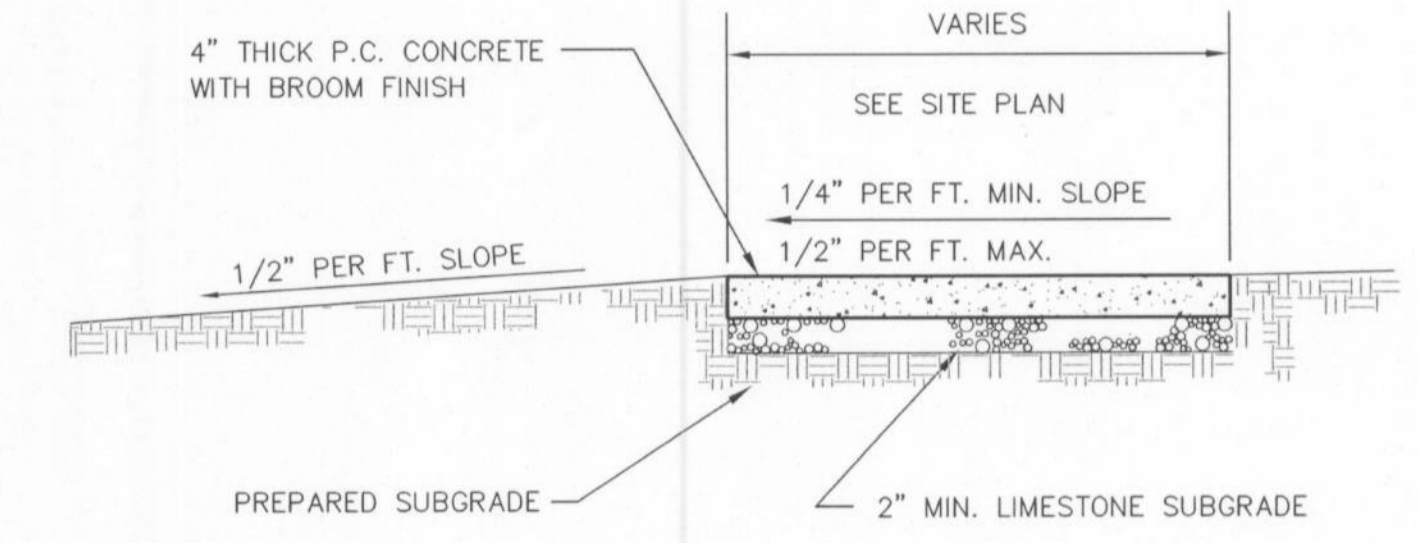 VARIES
4" THICK P.C. CONCRETE
WITH BROOM FINISH
SEE SITE PLAN
1/4" PER FT. MIN. SLOPE
1/2" PER FT. MAX.
1/2" PER FT. SLOPE
PREPARED SUBGRADE
2" MIN. LIMESTONE SUBGRADE